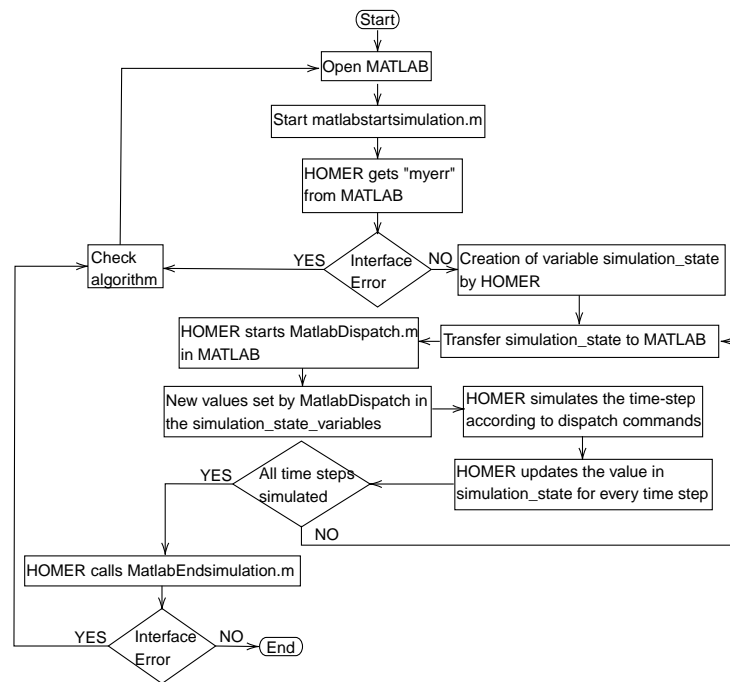 Start
Open MATLAB
Start matlabstartsimulation.m
HOMER gets "myerr"
from MATLAB
YES
Interface
Error
NO
Check
algorithm
Creation of variable simulation_state
by HOMER
HOMER starts MatlabDispatch.m
in MATLAB
Transfer simulation_state to MATLAB
New values set by MatlabDispatch in
the simulation_state_variables
HOMER simulates the time-step
according to dispatch commands
YES
All time steps
simulated
HOMER updates the value in
simulation_state for every time step
NO
HOMER calls MatlabEndsimulation.m
YES
Interface
Error
NO
End